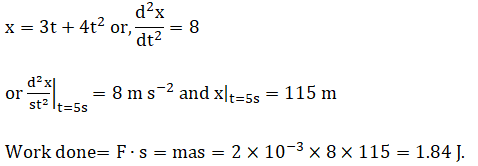 x = 3t + 4t² or, d²x/dt² = 8
or d²x/st²|t=5s = 8 m s⁻² and x|t=5s = 115 m
Work done= F · s = mas = 2 × 10⁻³ × 8 × 115 = 1.84 J.